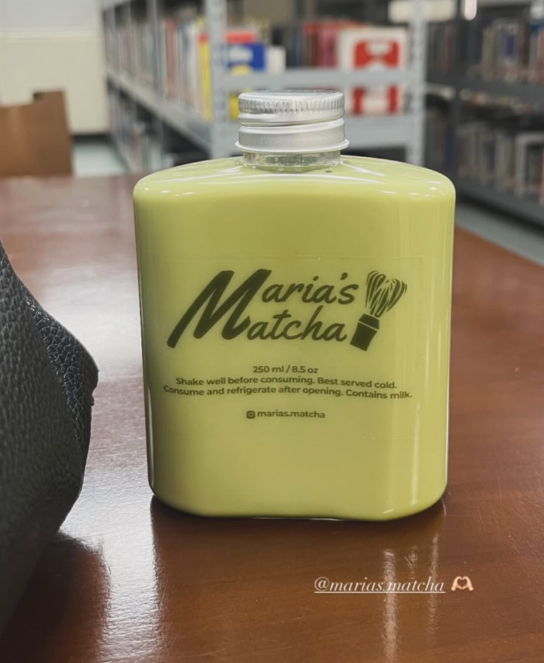 Maria's
Matcha
250 ml / 8.5 oz
Shake well before consuming. Best served cold.
Consume and refrigerate after opening. Contains milk.
marias.matcha
@marias.matcha 🫶🏻